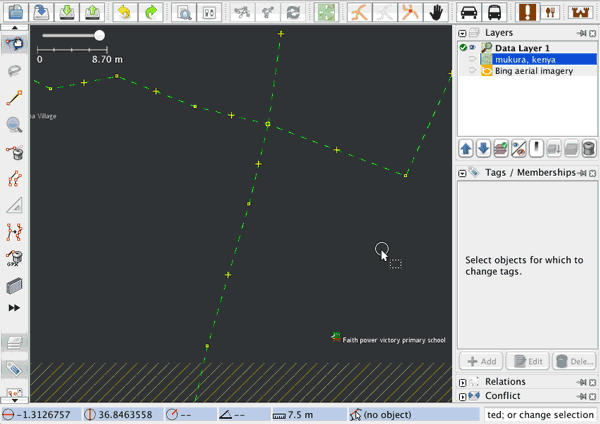 0
8.70 m
na Village
Faith power victory primary school
Layers
Data Layer 1
mukura, kenya
Bing aerial imagery
Tags / Memberships
Select objects for which to
change tags.
Add
Edit
Dele...
Relations
Conflict
GPX
-1.3126757
36.8463558
--
--
7.5 m
(no object)
ted; or change selection